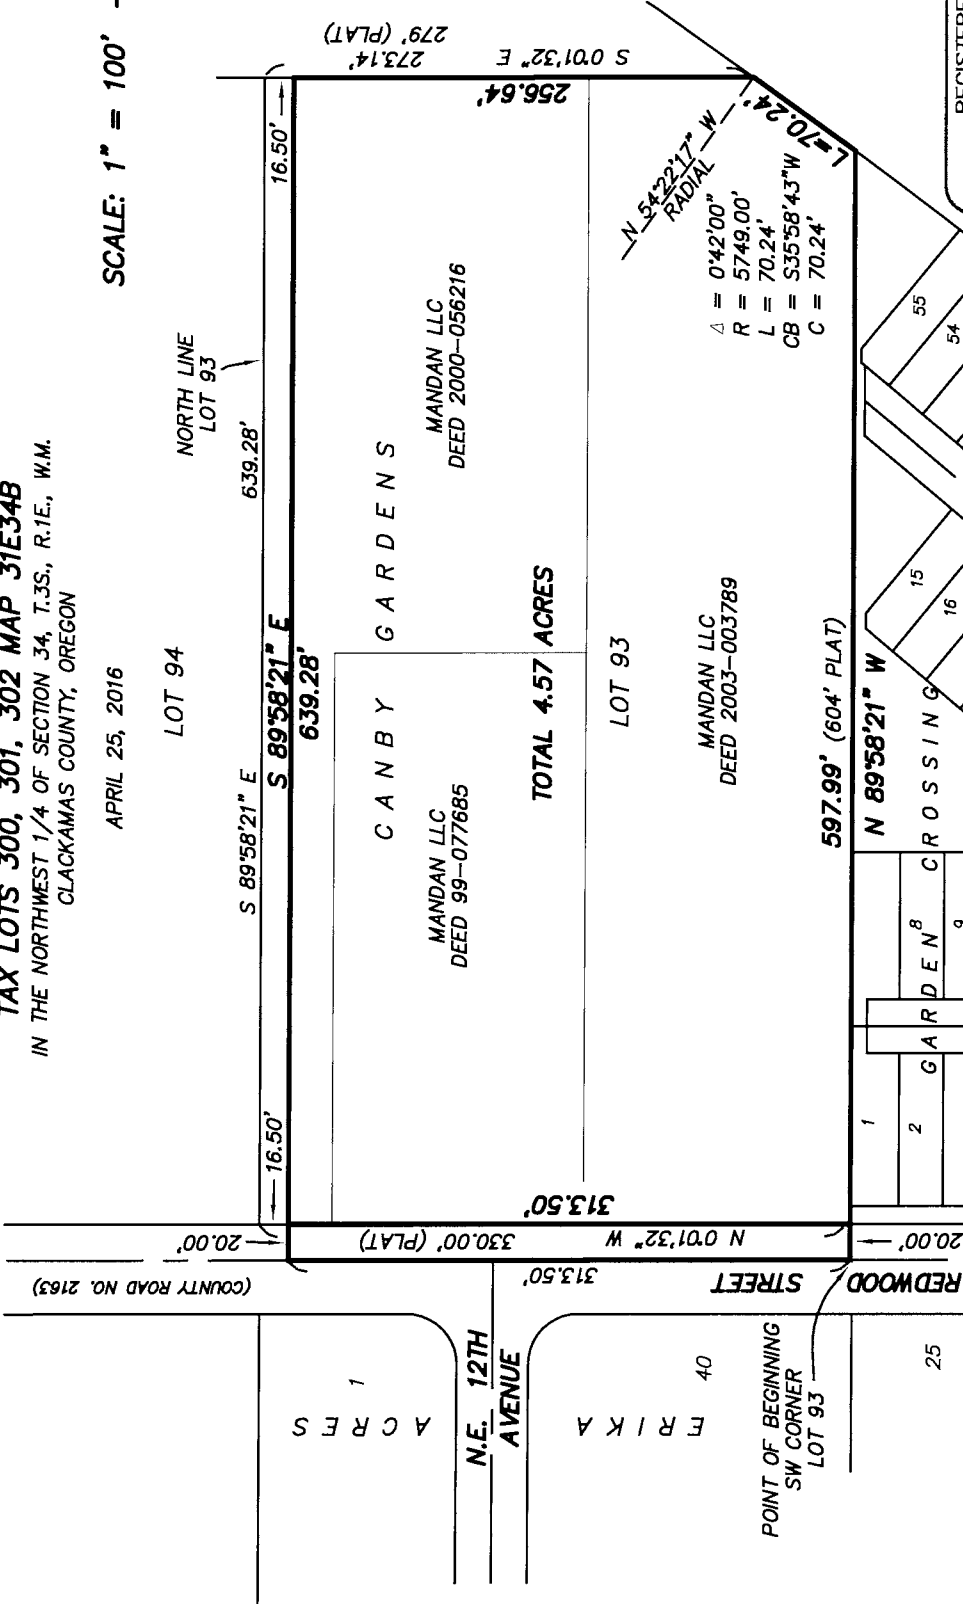 TAX LOTS 300, 301, 302 MAP 31E34B
IN THE NORTHWEST 1/4 OF SECTION 34, T.3S., R.1E., W.M.
CLACKAMAS COUNTY, OREGON
APRIL 25, 2016
SCALE: 1" = 100'
LOT 94
NORTH LINE
LOT 93
S 89°58'21" E
639.28'
16.50'
16.50'
S 89°58'21" E
639.28'
20.00'
(COUNTY ROAD NO. 2163)
330.00' (PLAT)
N 0°01'32" W
313.50'
313.50'
273.14'
279' (PLAT)
S 0°01'32" E
256.64'
CANBY GARDENS
MANDAN LLC
DEED 99-077685
MANDAN LLC
DEED 2000-056216
TOTAL 4.57 ACRES
LOT 93
MANDAN LLC
DEED 2003-003789
N 54°22'17" W
RADIAL
L=70.24'
Δ = 0°42'00"
R = 5749.00'
L = 70.24'
CB = S35°58'43"W
C = 70.24'
597.99' (604' PLAT)
N 89°58'21" W
ACRES
1
N.E. 12TH
AVENUE
ERIKA
40
REDWOOD STREET
20.00'
POINT OF BEGINNING
SW CORNER
LOT 93
25
GARDEN CROSSING
1
2
8
9
15
16
55
54